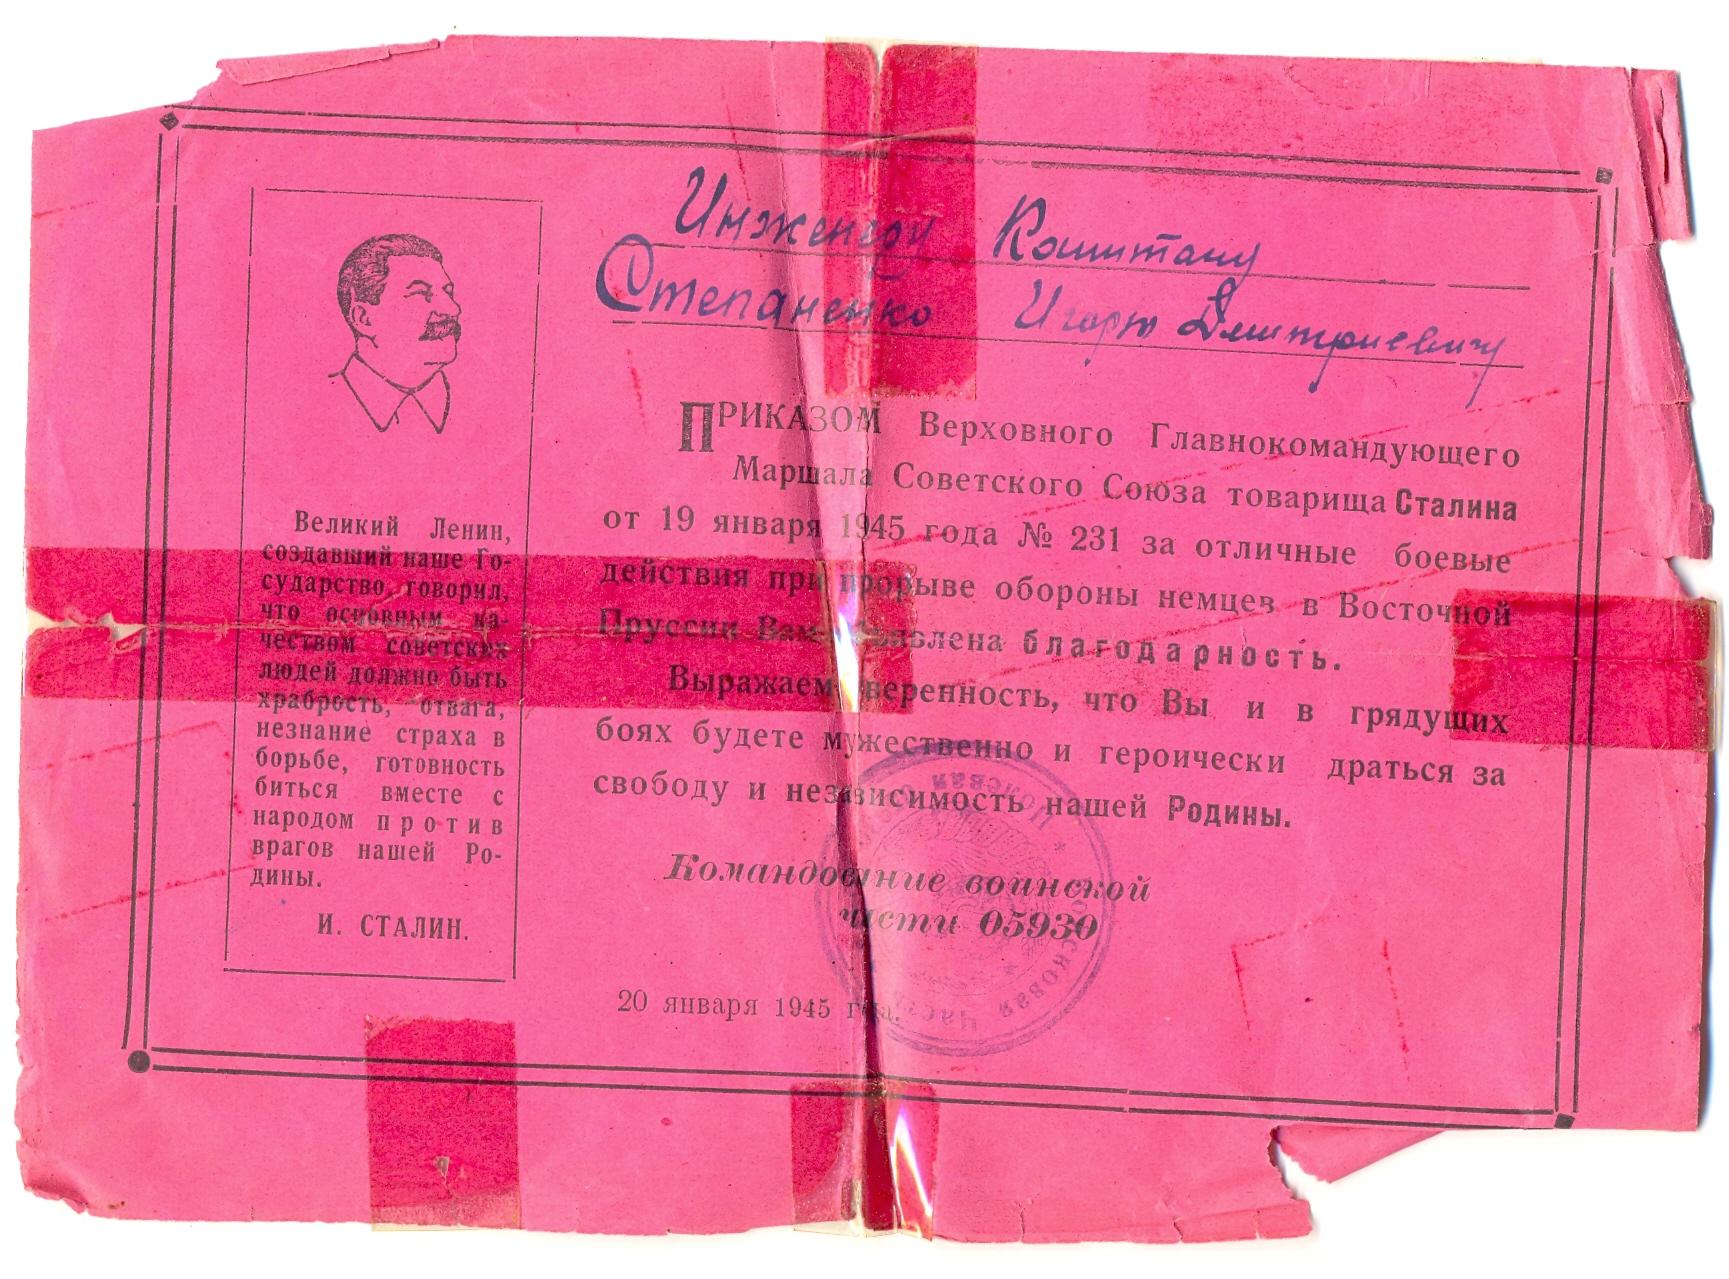 Инженеру Капитану
Степаненко Игорю Дмитриевичу
Великий Ленин,
создавший наше Го-
сударство, говорил,
что основным ка-
чеством советских
людей должно быть
храбрость, отвага,
незнание страха в
борьбе, готовность
биться вместе с
народом против
врагов нашей Ро-
дины.
И. СТАЛИН.
ПРИКАЗОМ Верховного Главнокомандующего
Маршала Советского Союза товарища Сталина
от 19 января 1945 года № 231 за отличные боевые
действия при прорыве обороны немцев в Восточной
Пруссии Вам объявлена благодарность.
Выражаем уверенность, что Вы и в грядущих
боях будете мужественно и героически драться за
свободу и независимость нашей Родины.
Командование воинской
части 05930
20 января 1945 года.
Полевая
Часть